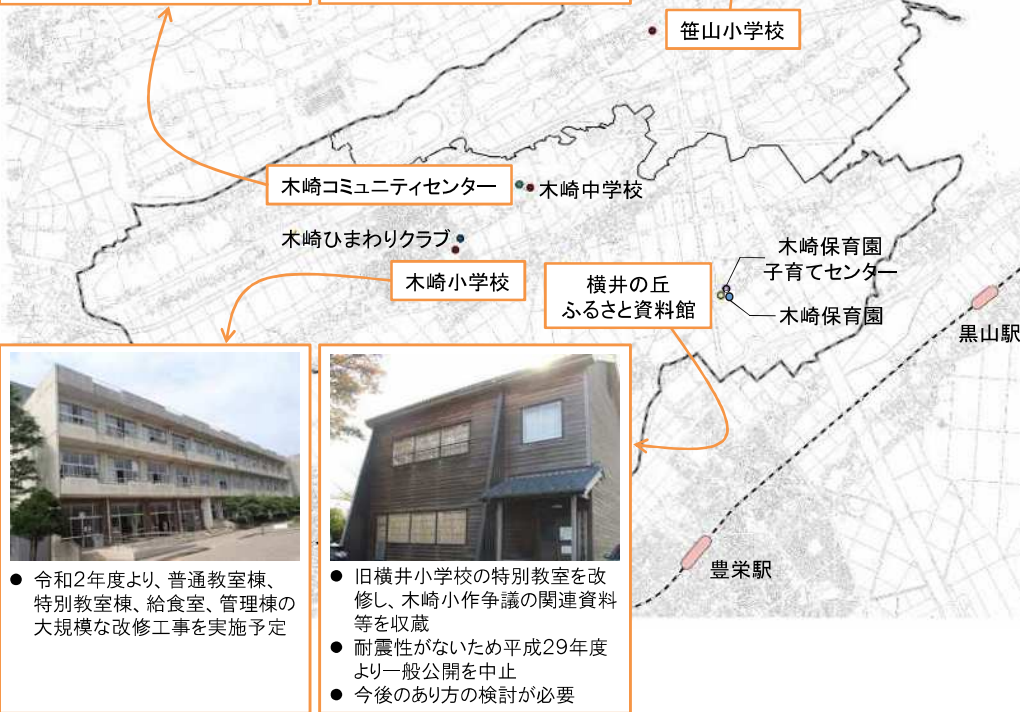 笹山小学校
木崎コミュニティセンター
木崎中学校
木崎ひまわりクラブ
木崎小学校
横井の丘
ふるさと資料館
木崎保育園
子育てセンター
木崎保育園
黒山駅
豊栄駅
● 令和2年度より、普通教室棟、
特別教室棟、給食室、管理棟の
大規模な改修工事を実施予定
● 旧横井小学校の特別教室を改
修し、木崎小作争議の関連資料
等を収蔵
● 耐震性がないため平成29年度
より一般公開を中止
● 今後のあり方の検討が必要